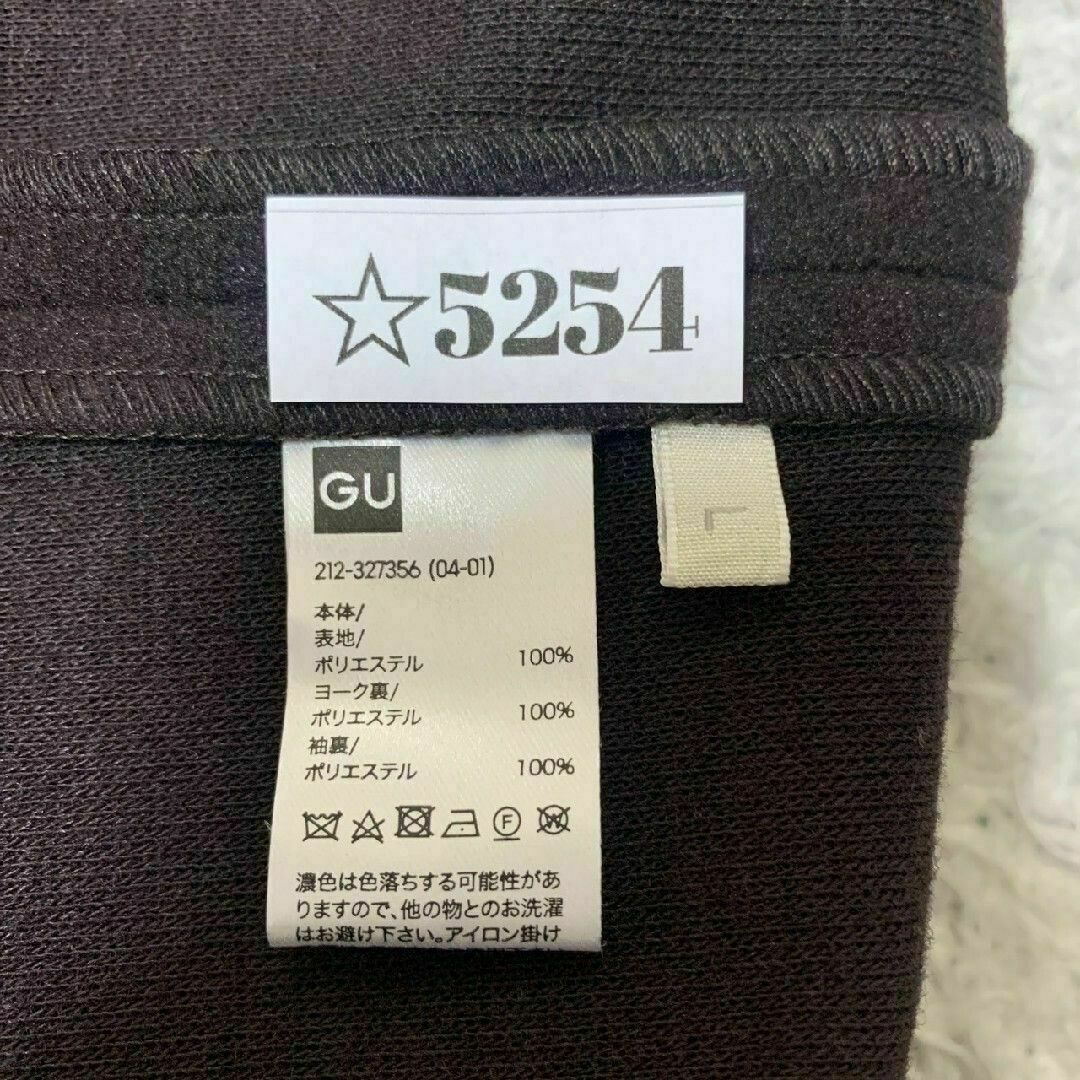 ☆5254
GU
L
212-327356 (04-01)
本体/
表地/
ポリエステル 100%
ヨーク裏/
ポリエステル 100%
袖裏/
ポリエステル 100%
濃色は色落ちする可能性があ
りますので、他の物とのお洗濯
はお避け下さい。アイロン掛け